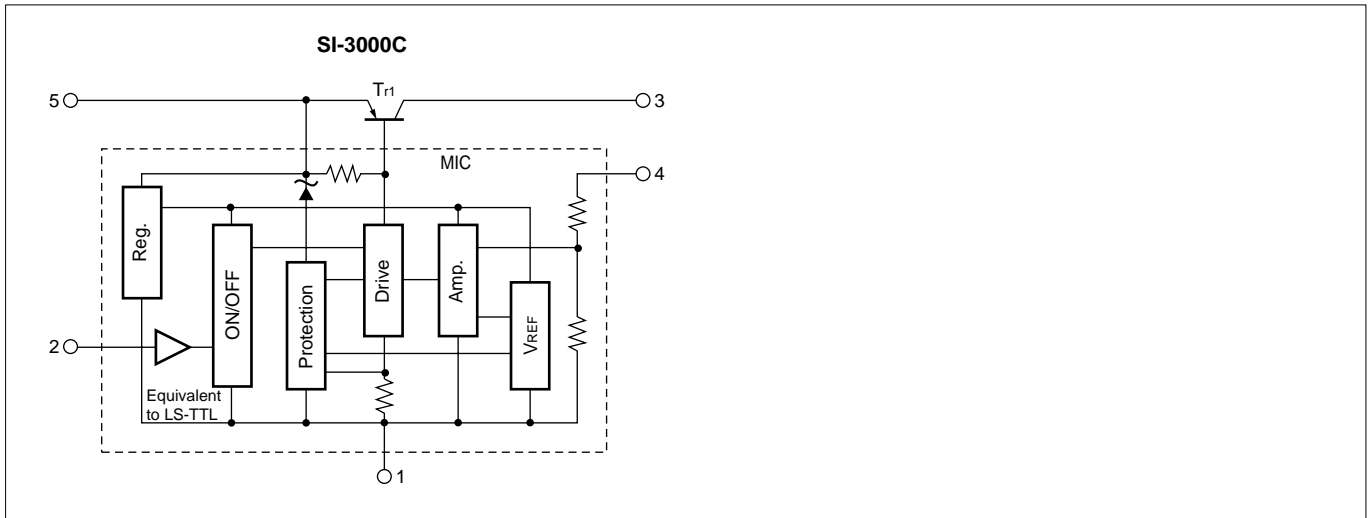 SI-3000C
Tr1
5
3
MIC
4
Reg.
ON/OFF
Protection
Drive
Amp.
VREF
2
Equivalent
to LS-TTL
1